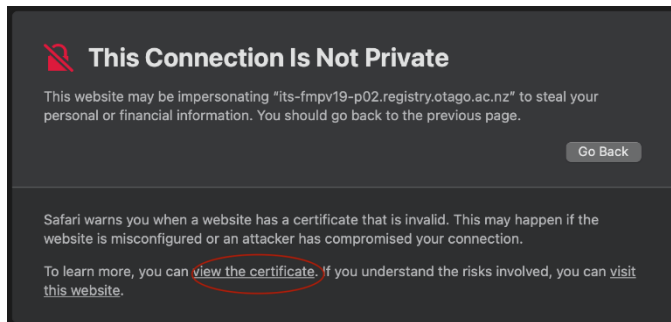 This Connection Is Not Private
This website may be impersonating “its-fmpv19-p02.registry.otago.ac.nz” to steal your
personal or financial information. You should go back to the previous page.
Go Back
Safari warns you when a website has a certificate that is invalid. This may happen if the
website is misconfigured or an attacker has compromised your connection.
To learn more, you can view the certificate. If you understand the risks involved, you can visit
this website.